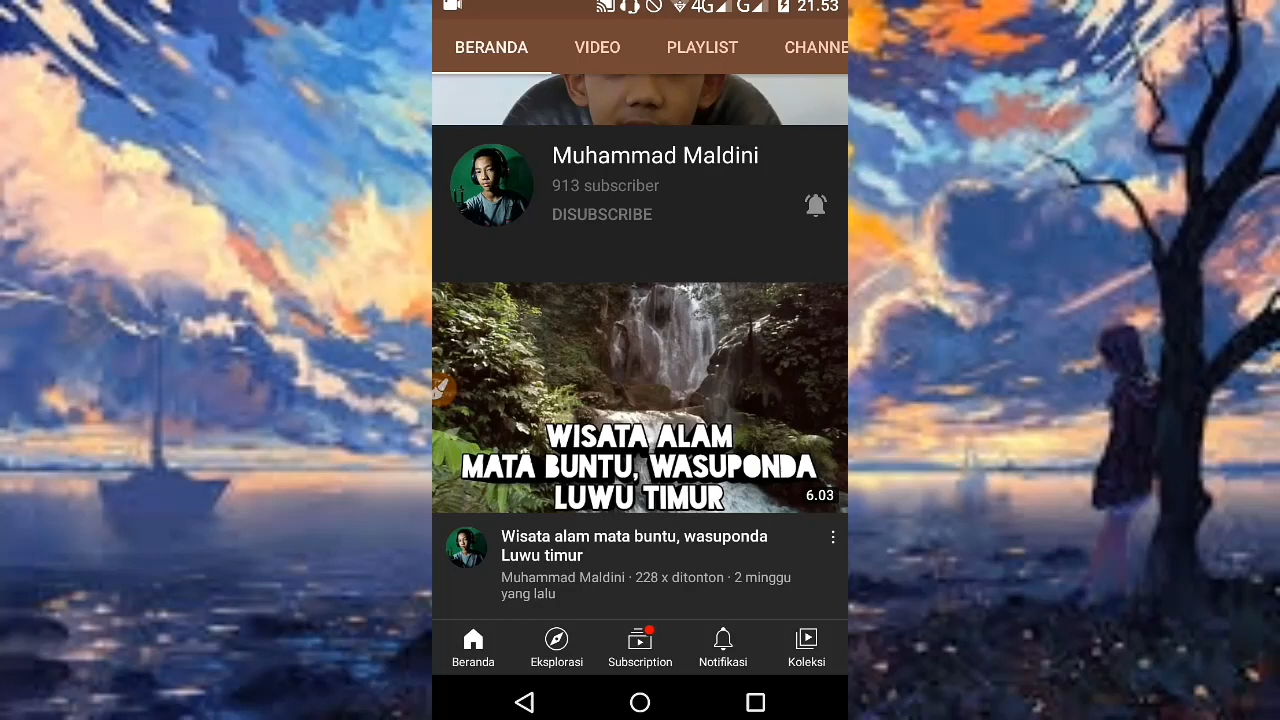 4G G 21.53
BERANDA VIDEO PLAYLIST CHANNE
Muhammad Maldini
913 subscriber
DISUBSCRIBE
WISATA ALAM
MATA BUNTU, WASUPONDA
LUWU TIMUR
6.03
Wisata alam mata buntu, wasuponda
Luwu timur
Muhammad Maldini · 228 x ditonton · 2 minggu
yang lalu
Beranda Eksplorasi Subscription Notifikasi Koleksi